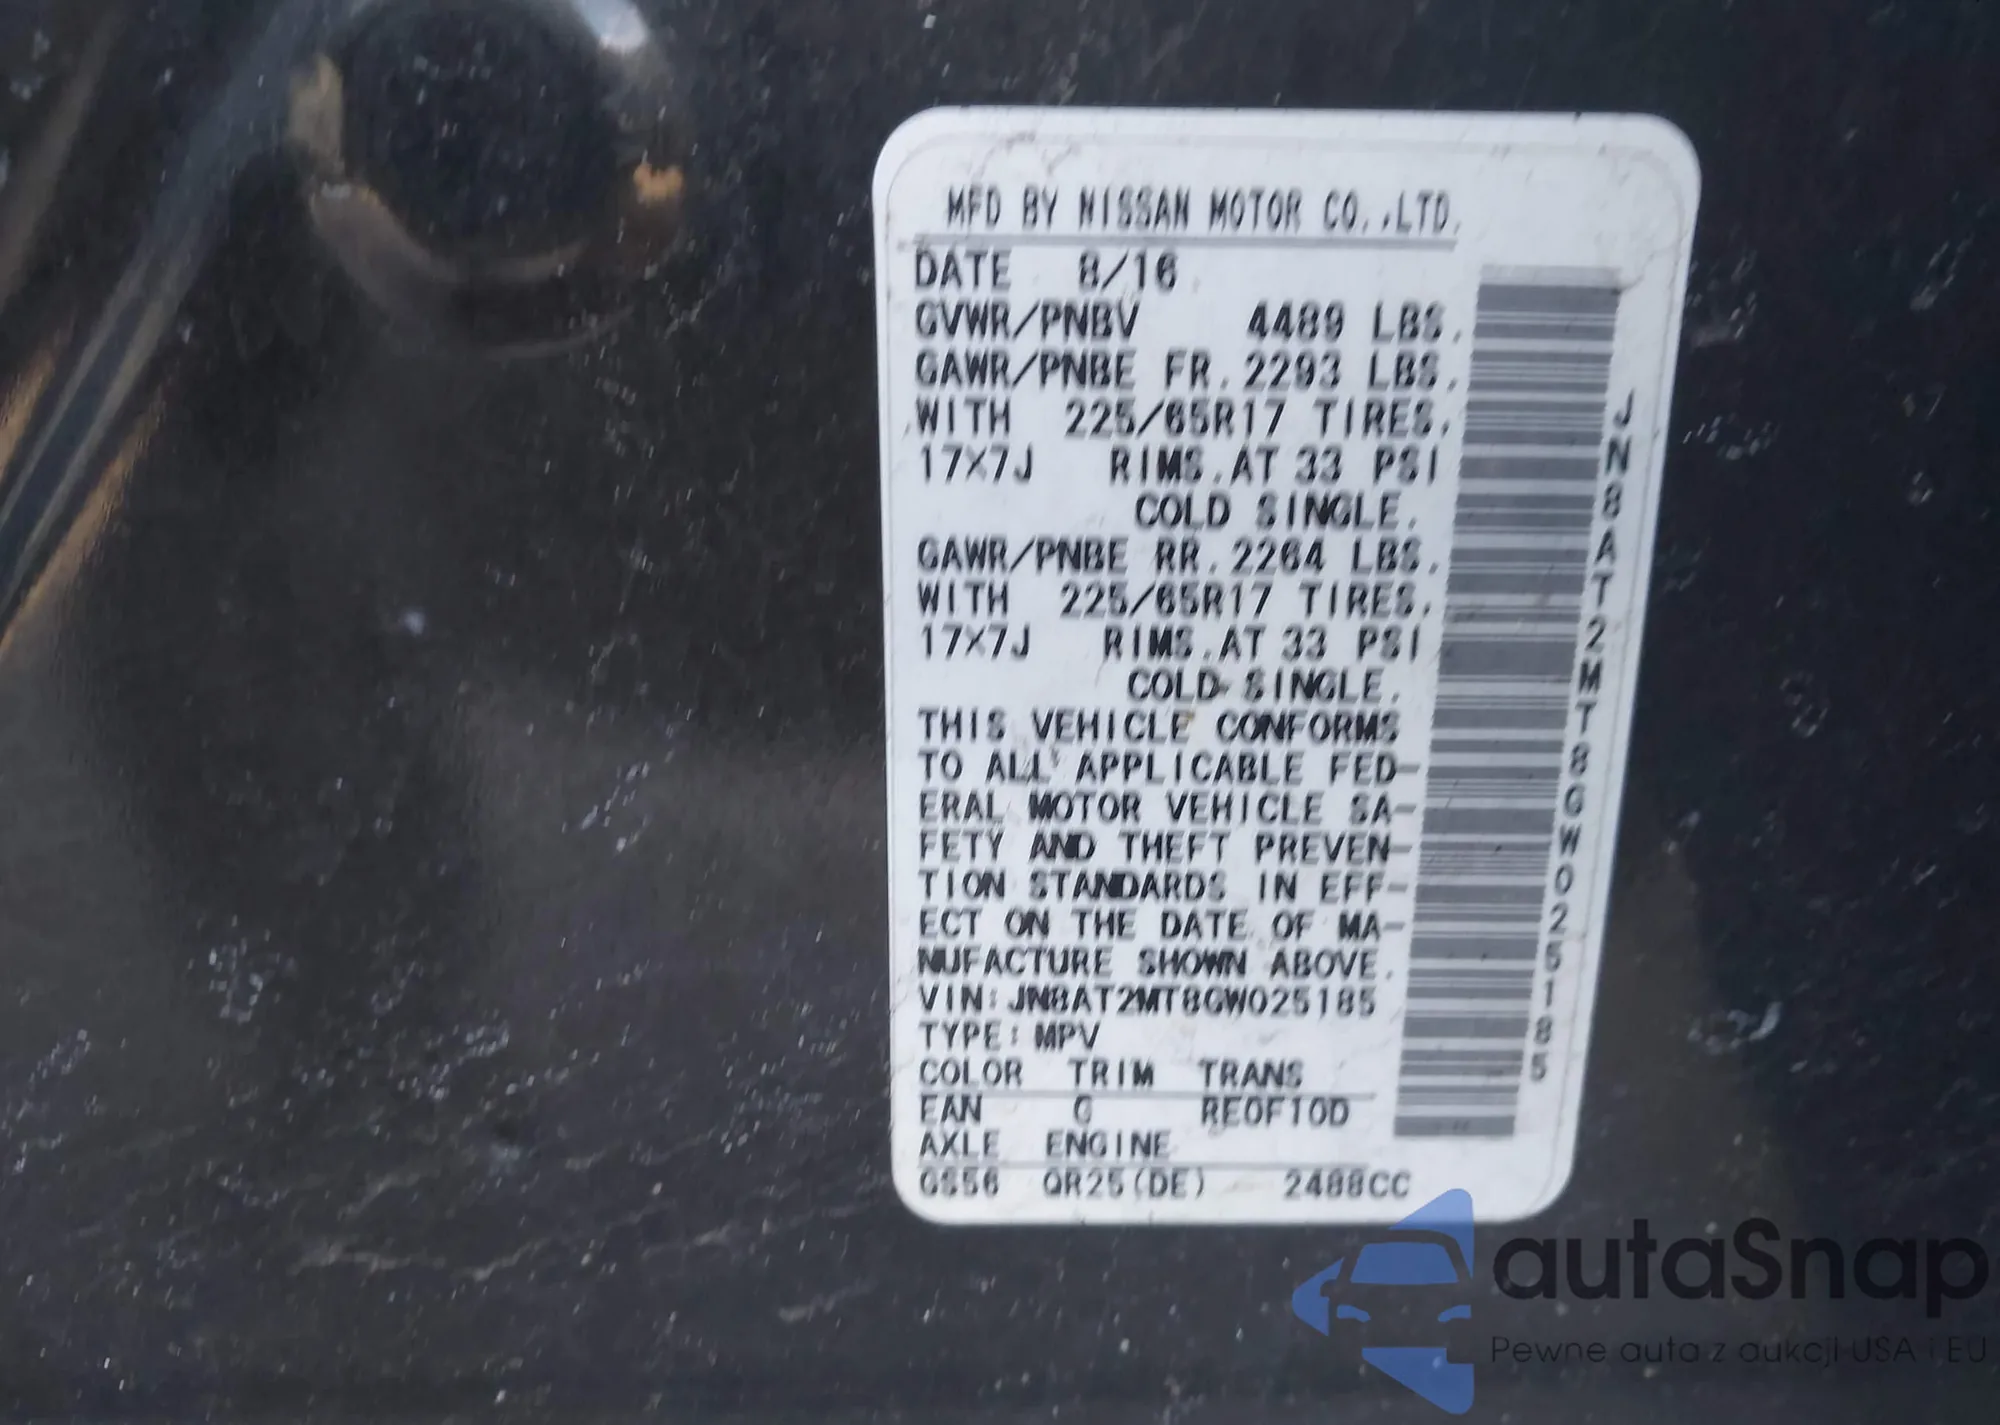 MFD BY NISSAN MOTOR CO.,LTD.
DATE 8/16
GVWR/PNBV 4489 LBS.
GAWR/PNBE FR. 2293 LBS.
WITH 225/65R17 TIRES.
17X7J RIMS.AT 33 PSI
COLD SINGLE.
GAWR/PNBE RR. 2264 LBS.
WITH 225/65R17 TIRES.
17X7J RIMS.AT 33 PSI
COLD SINGLE.
THIS VEHICLE CONFORMS
TO ALL APPLICABLE FED-
ERAL MOTOR VEHICLE SA-
FETY AND THEFT PREVEN-
TION STANDARDS IN EFF-
ECT ON THE DATE OF MA-
NUFACTURE SHOWN ABOVE.
VIN:JN8AT2MT8GW025185
TYPE:MPV
COLOR TRIM TRANS
EAN G RE0F10D
AXLE ENGINE
GS56 QR25(DE) 2488CC
JN8AT2MT8GW025185
autaSnap
Pewne auta z aukcji USA i EU